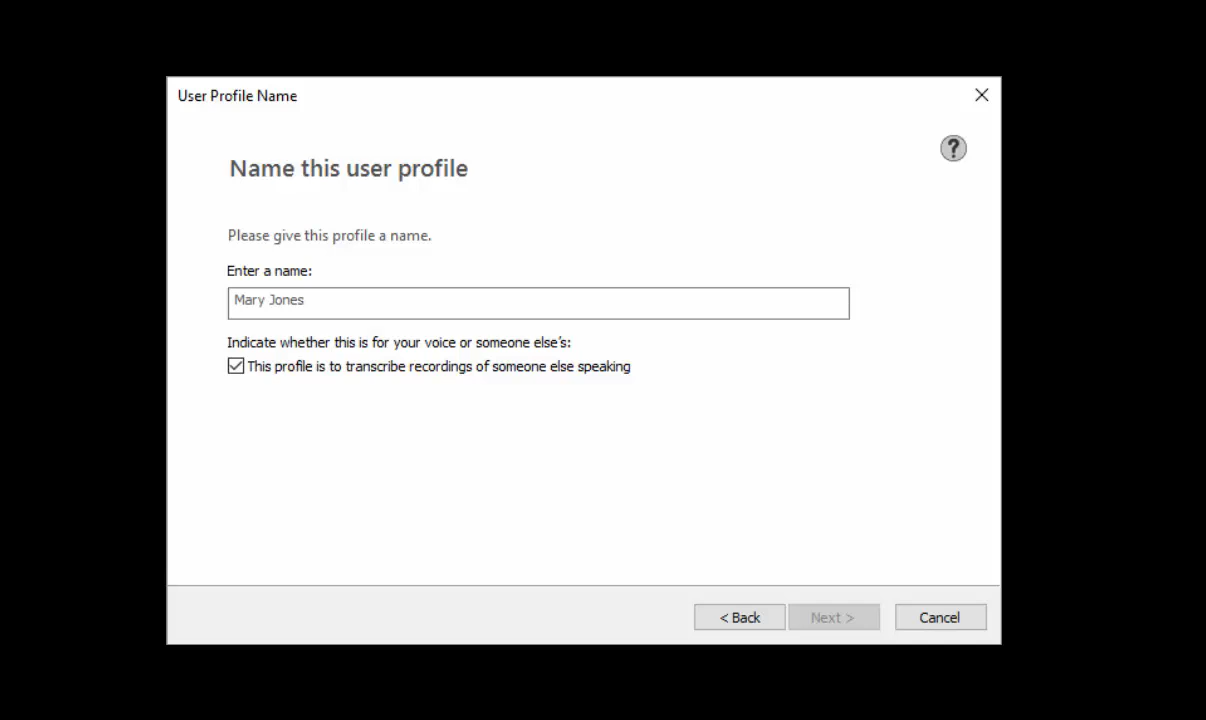 User Profile Name
?
Name this user profile
Please give this profile a name.
Enter a name:
Mary Jones
Indicate whether this is for your voice or someone else's:
This profile is to transcribe recordings of someone else speaking
< Back Next > Cancel